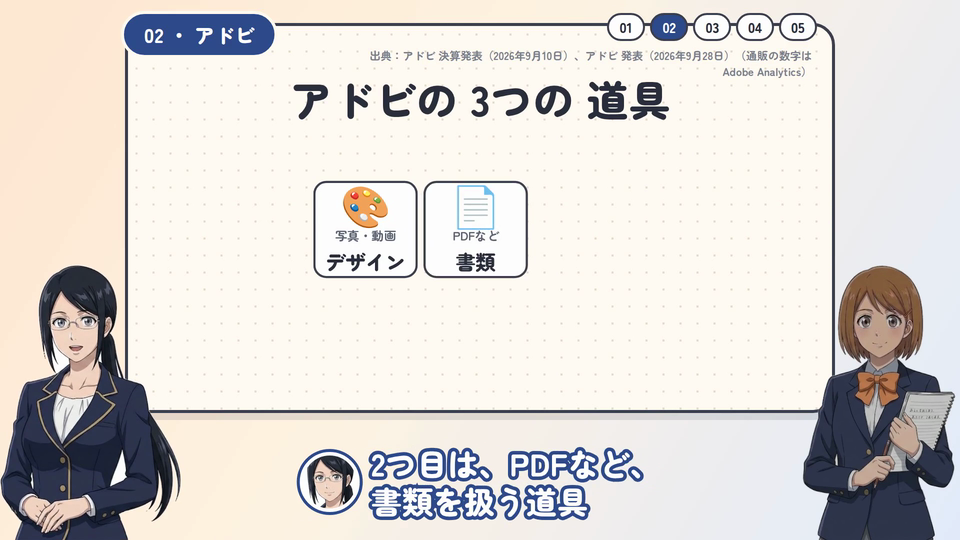 02 ・ アドビ
01 02 03 04 05
出典：アドビ 決算発表（2026年9月10日）、アドビ 発表（2026年9月28日）（通販の数字は
Adobe Analytics）
アドビの 3つの 道具
写真・動画
デザイン
PDFなど
書類
2つ目は、PDFなど、
書類を扱う道具